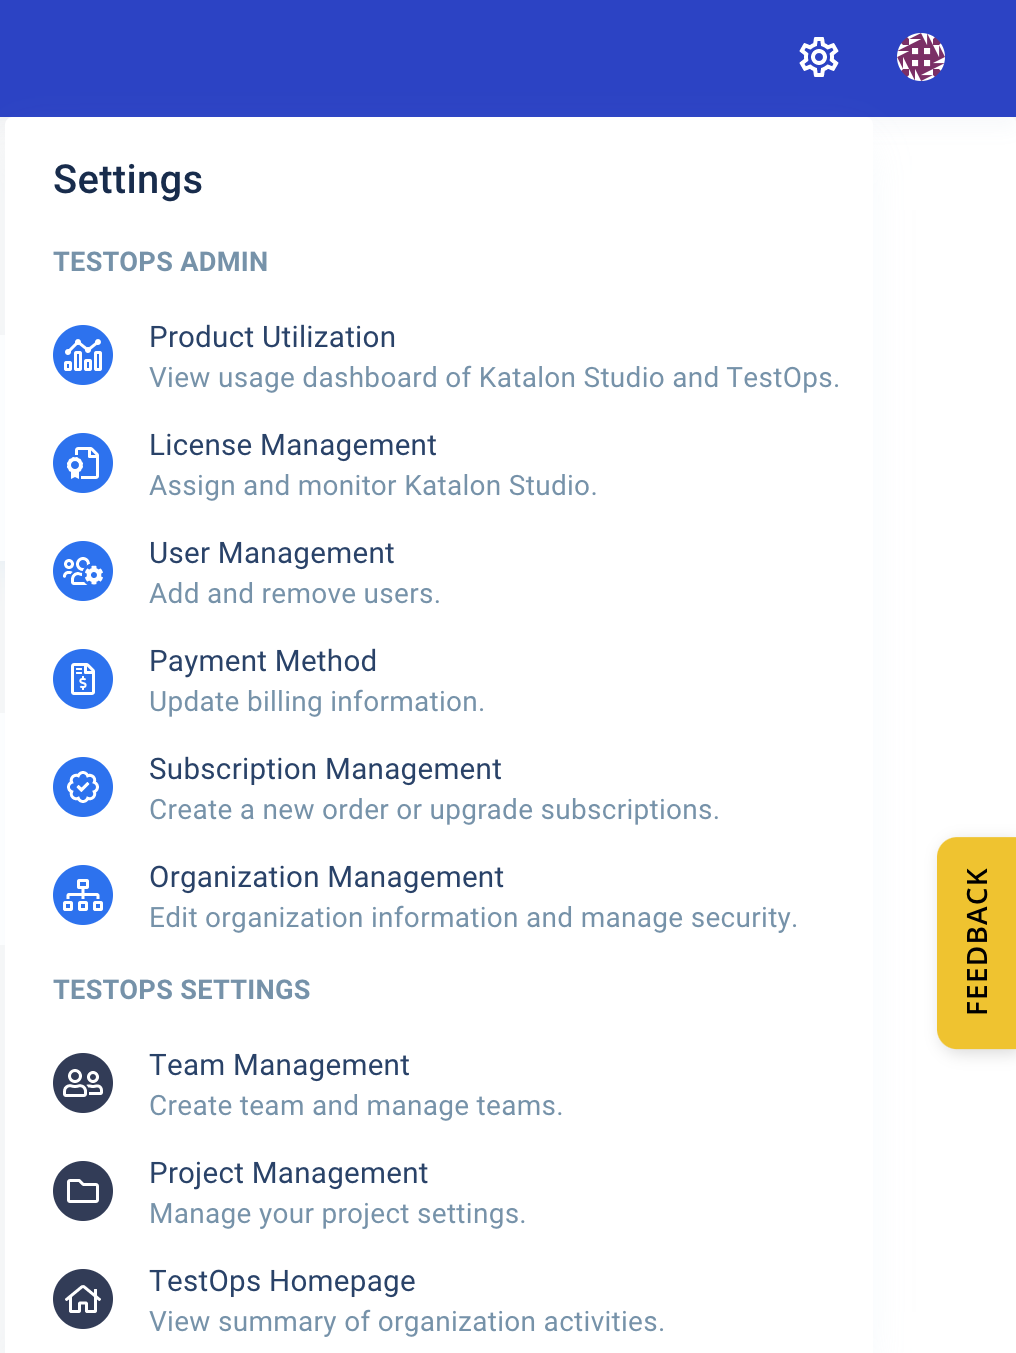 Settings
TESTOPS ADMIN
Product Utilization
View usage dashboard of Katalon Studio and TestOps.
License Management
Assign and monitor Katalon Studio.
User Management
Add and remove users.
Payment Method
Update billing information.
Subscription Management
Create a new order or upgrade subscriptions.
Organization Management
Edit organization information and manage security.
FEEDBACK
TESTOPS SETTINGS
Team Management
Create team and manage teams.
Project Management
Manage your project settings.
TestOps Homepage
View summary of organization activities.